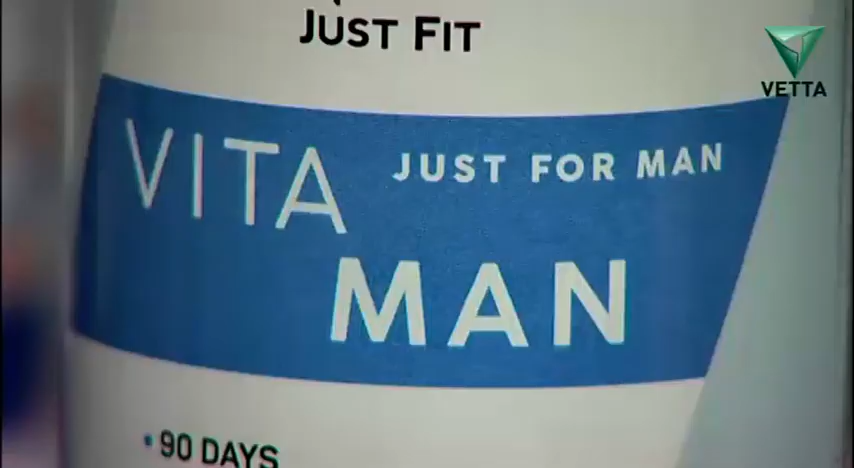 JUST FIT
VETTA
VITA
JUST FOR MAN
MAN
• 90 DAYS